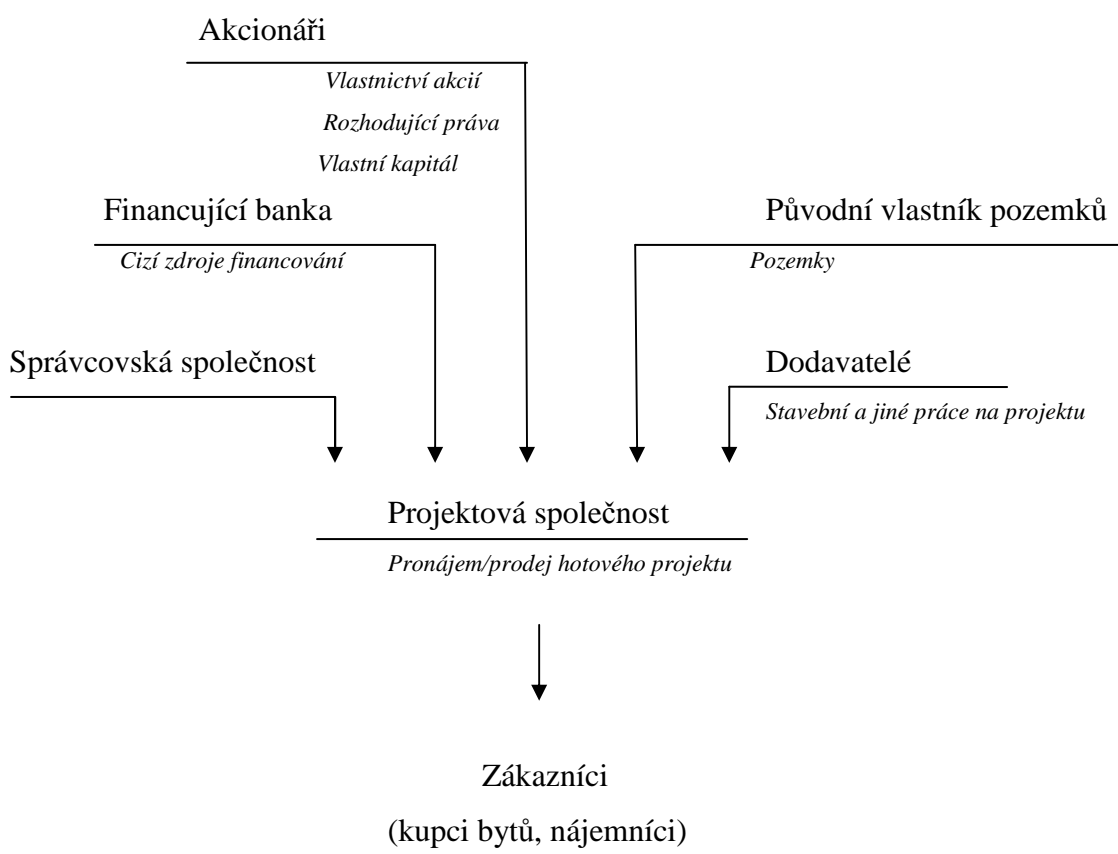 Akcionáři
Vlastnictví akcií
Rozhodující práva
Vlastní kapitál
Financující banka
Cizí zdroje financování
Původní vlastník pozemků
Pozemky
Správcovská společnost
Dodavatelé
Stavební a jiné práce na projektu
Projektová společnost
Pronájem/prodej hotového projektu
Zákazníci
(kupci bytů, nájemníci)